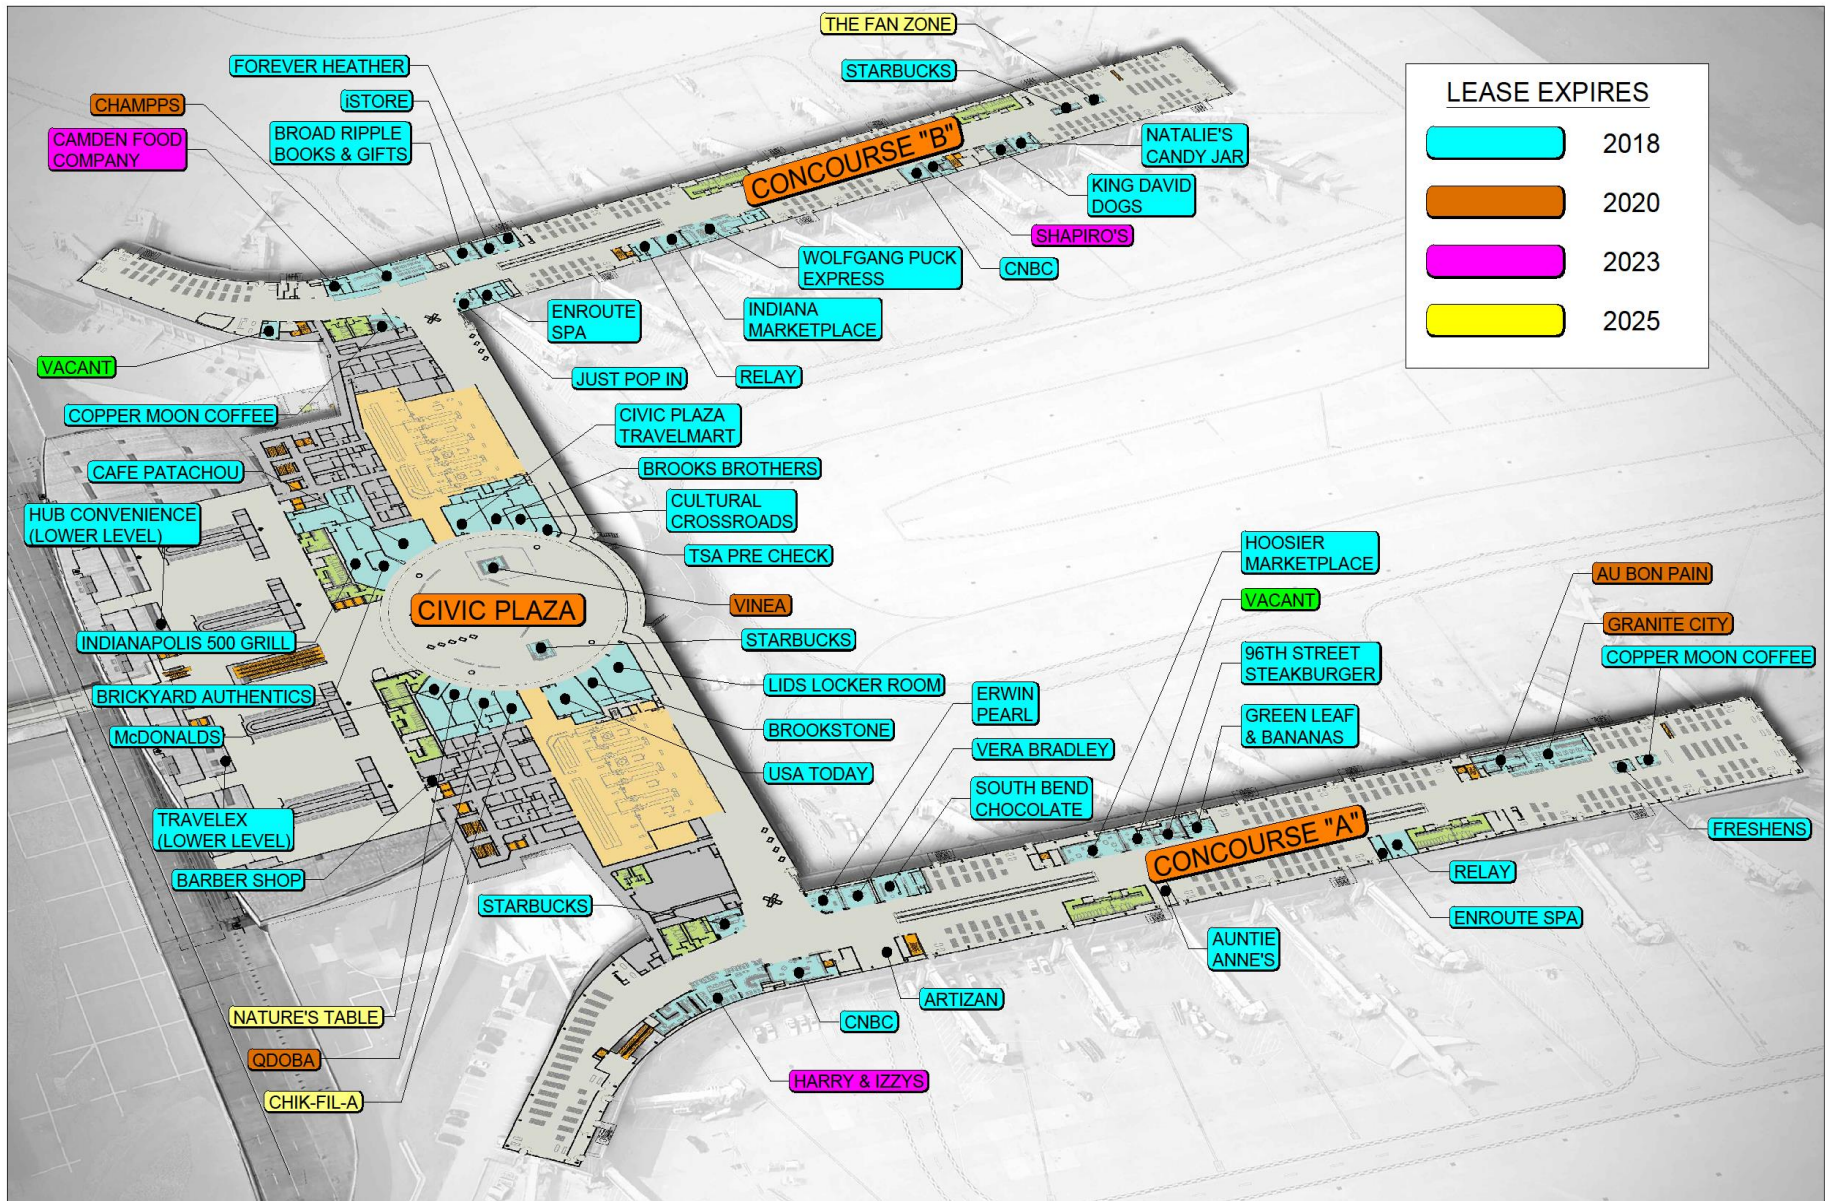 THE FAN ZONE
FOREVER HEATHER
STARBUCKS
iSTORE
CHAMPPS
BROAD RIPPLE
BOOKS & GIFTS
CAMDEN FOOD
COMPANY
LEASE EXPIRES
2018
2020
2023
2025
CONCOURSE "B"
NATALIE'S
CANDY JAR
KING DAVID
DOGS
SHAPIRO'S
CNBC
WOLFGANG PUCK
EXPRESS
INDIANA
MARKETPLACE
ENROUTE
SPA
RELAY
JUST POP IN
VACANT
COPPER MOON COFFEE
CIVIC PLAZA
TRAVELMART
CAFE PATACHOU
BROOKS BROTHERS
HUB CONVENIENCE
(LOWER LEVEL)
CULTURAL
CROSSROADS
TSA PRE CHECK
CIVIC PLAZA
VINEA
STARBUCKS
INDIANAPOLIS 500 GRILL
BRICKYARD AUTHENTICS
LIDS LOCKER ROOM
McDONALDS
BROOKSTONE
USA TODAY
TRAVELEX
(LOWER LEVEL)
BARBER SHOP
HOOSIER
MARKETPLACE
VACANT
AU BON PAIN
GRANITE CITY
COPPER MOON COFFEE
96TH STREET
STEAKBURGER
ERWIN
PEARL
GREEN LEAF
& BANANAS
VERA BRADLEY
SOUTH BEND
CHOCOLATE
CONCOURSE "A"
FRESHENS
RELAY
ENROUTE SPA
STARBUCKS
AUNTIE
ANNE'S
ARTIZAN
CNBC
NATURE'S TABLE
QDOBA
CHIK-FIL-A
HARRY & IZZYS